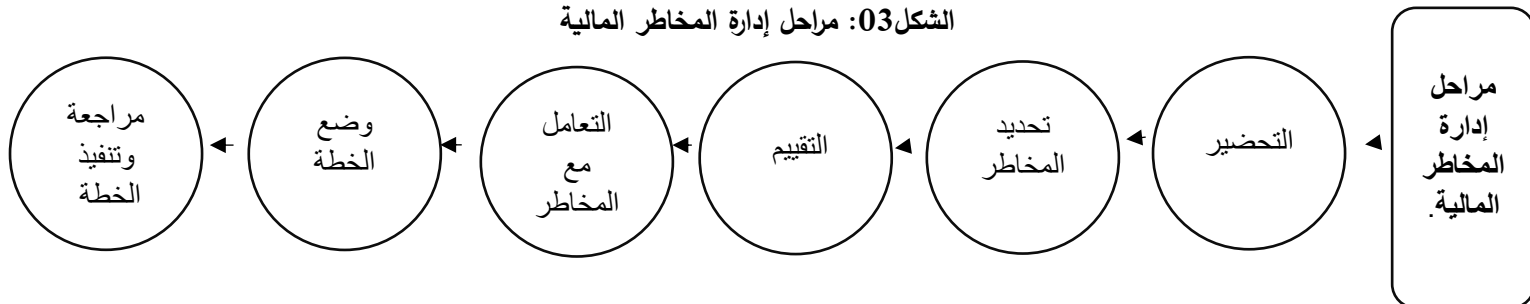 الشكل03: مراحل إدارة المخاطر المالية
مراحل
إدارة
المخاطر
المالية.
التحضير
تحديد
المخاطر
التقييم
التعامل
مع
المخاطر
وضع
الخطة
مراجعة
وتنفيذ
الخطة